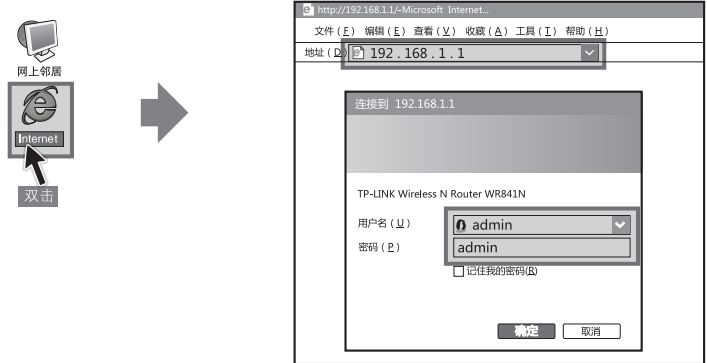 网上邻居
Internet
双击
http://192.168.1.1/-Microsoft Internet...
文件 ( F ) 编辑 ( E ) 查看 ( V ) 收藏 ( A ) 工具 ( T ) 帮助 ( H )
地址 ( D ) 192 . 168 . 1 . 1
连接到 192.168.1.1
TP-LINK Wireless N Router WR841N
用户名 ( U ) admin
密码 ( P ) admin
记住我的密码(R)
确定 取消